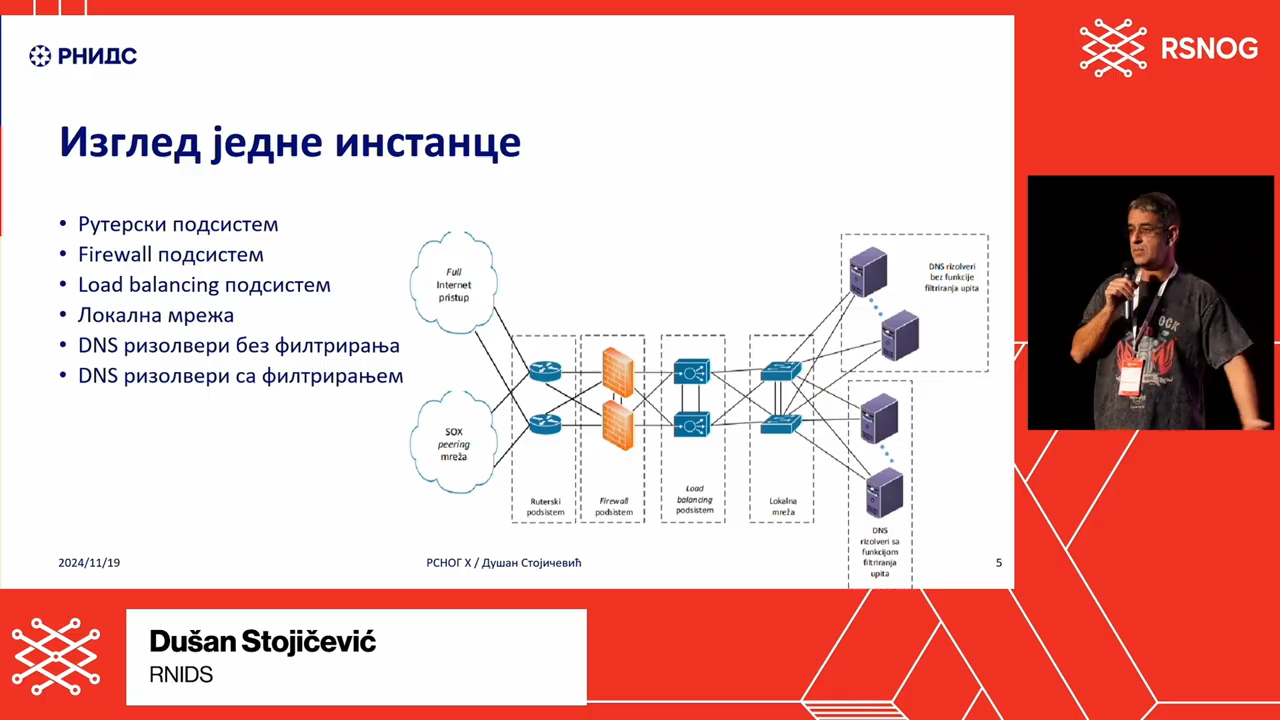 РНИДС
RSNOG
Изглед једне инстанце
• Рутерски подсистем
• Firewall подсистем
• Load balancing подсистем
• Локална мрежа
• DNS ризолвери без филтрирања
• DNS ризолвери са филтрирањем
Full
Internet
pristup
SOX
peering
mreža
Ruterski
podsistem
Firewall
podsistem
Load
balancing
podsistem
Lokalna
mreža
DNS rizolveri
bez funkcije
filtriranja upita
DNS
rizolveri sa
funkcijom
filtriranja
upita
2024/11/19
РСНОГ X / Душан Стојичевић
5
Dušan Stojičević
RNIDS